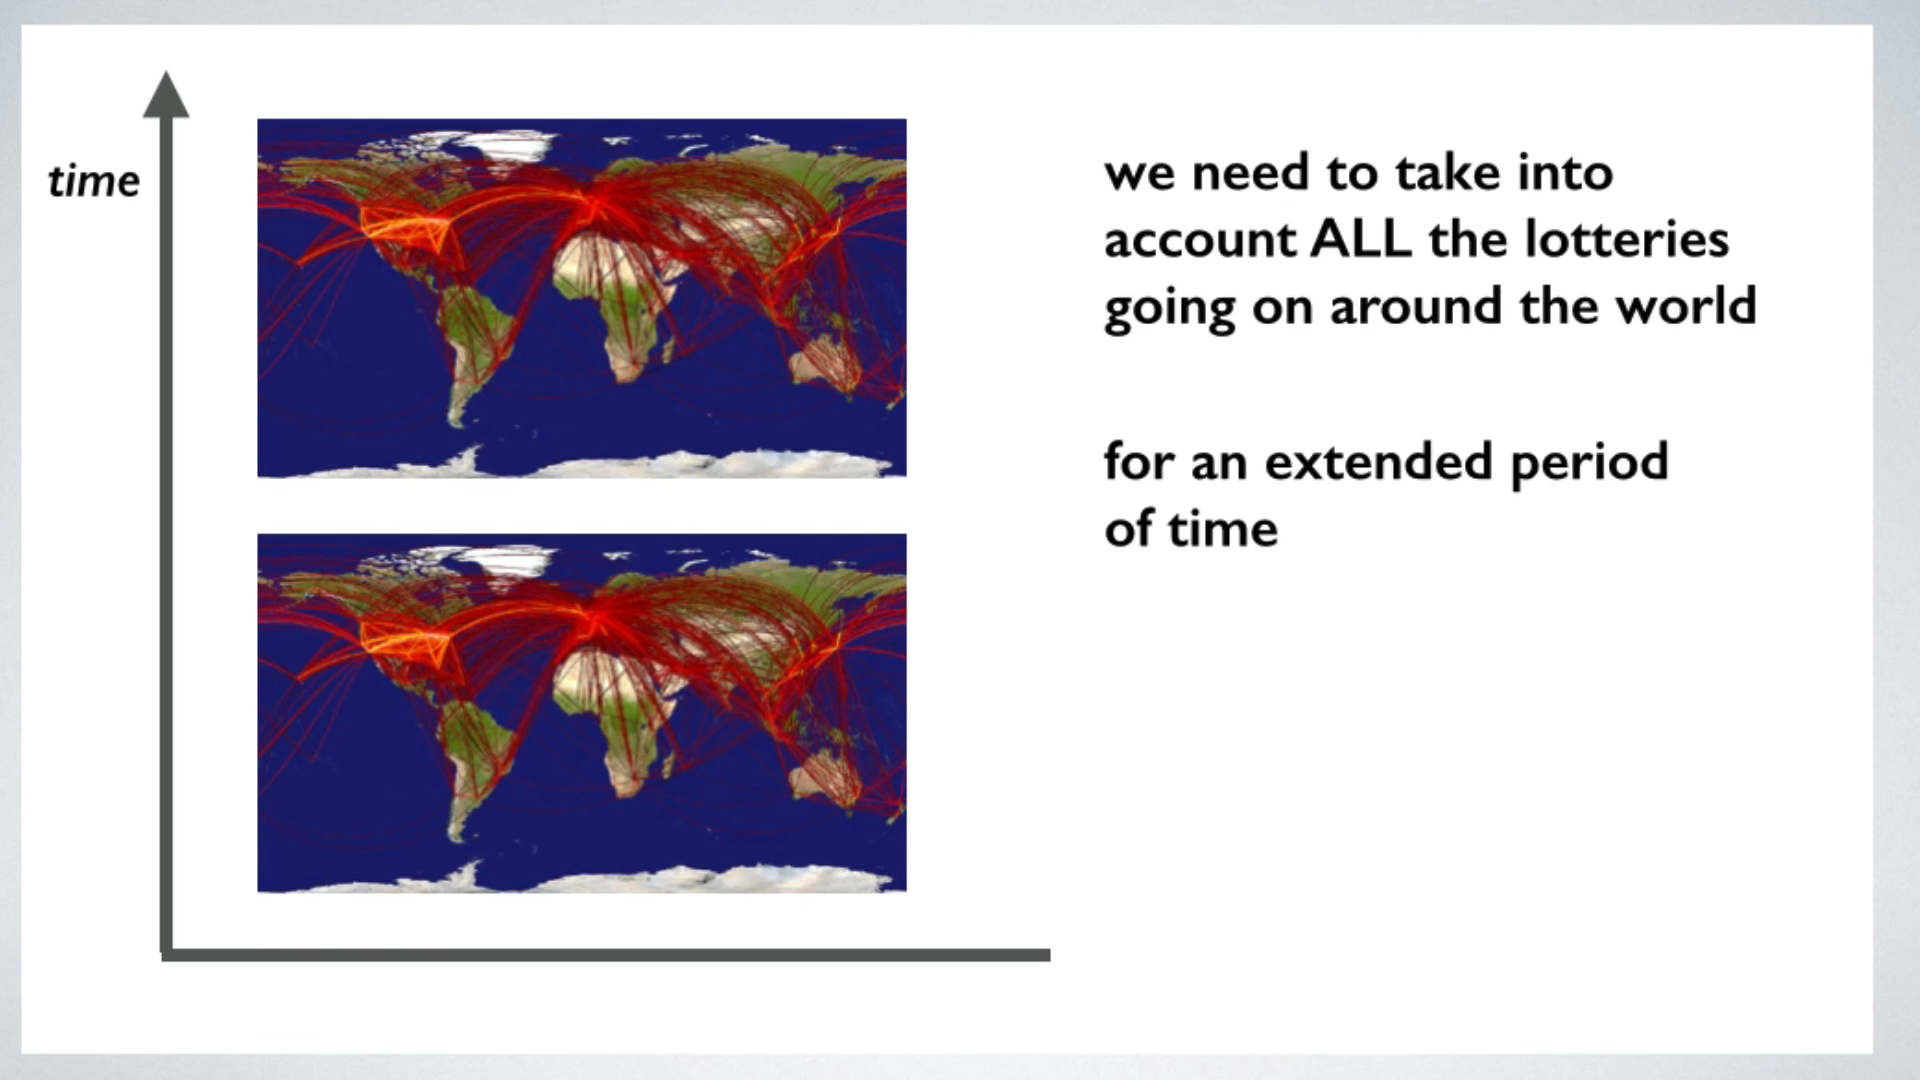 time
we need to take into
account ALL the lotteries
going on around the world
for an extended period
of time